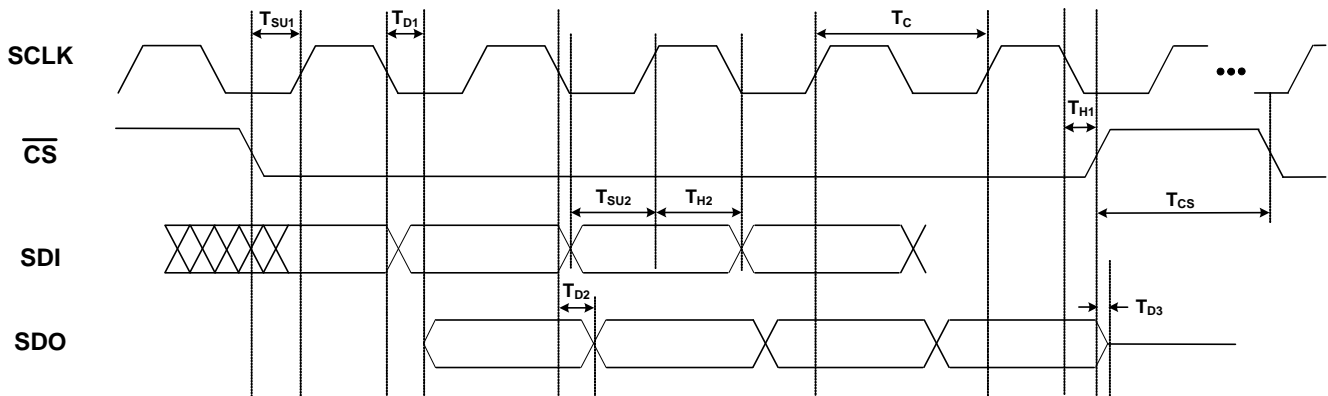 TSU1
TD1
TC
SCLK
•••
TH1
CS
TSU2
TH2
TCS
SDI
TD2
TD3
SDO